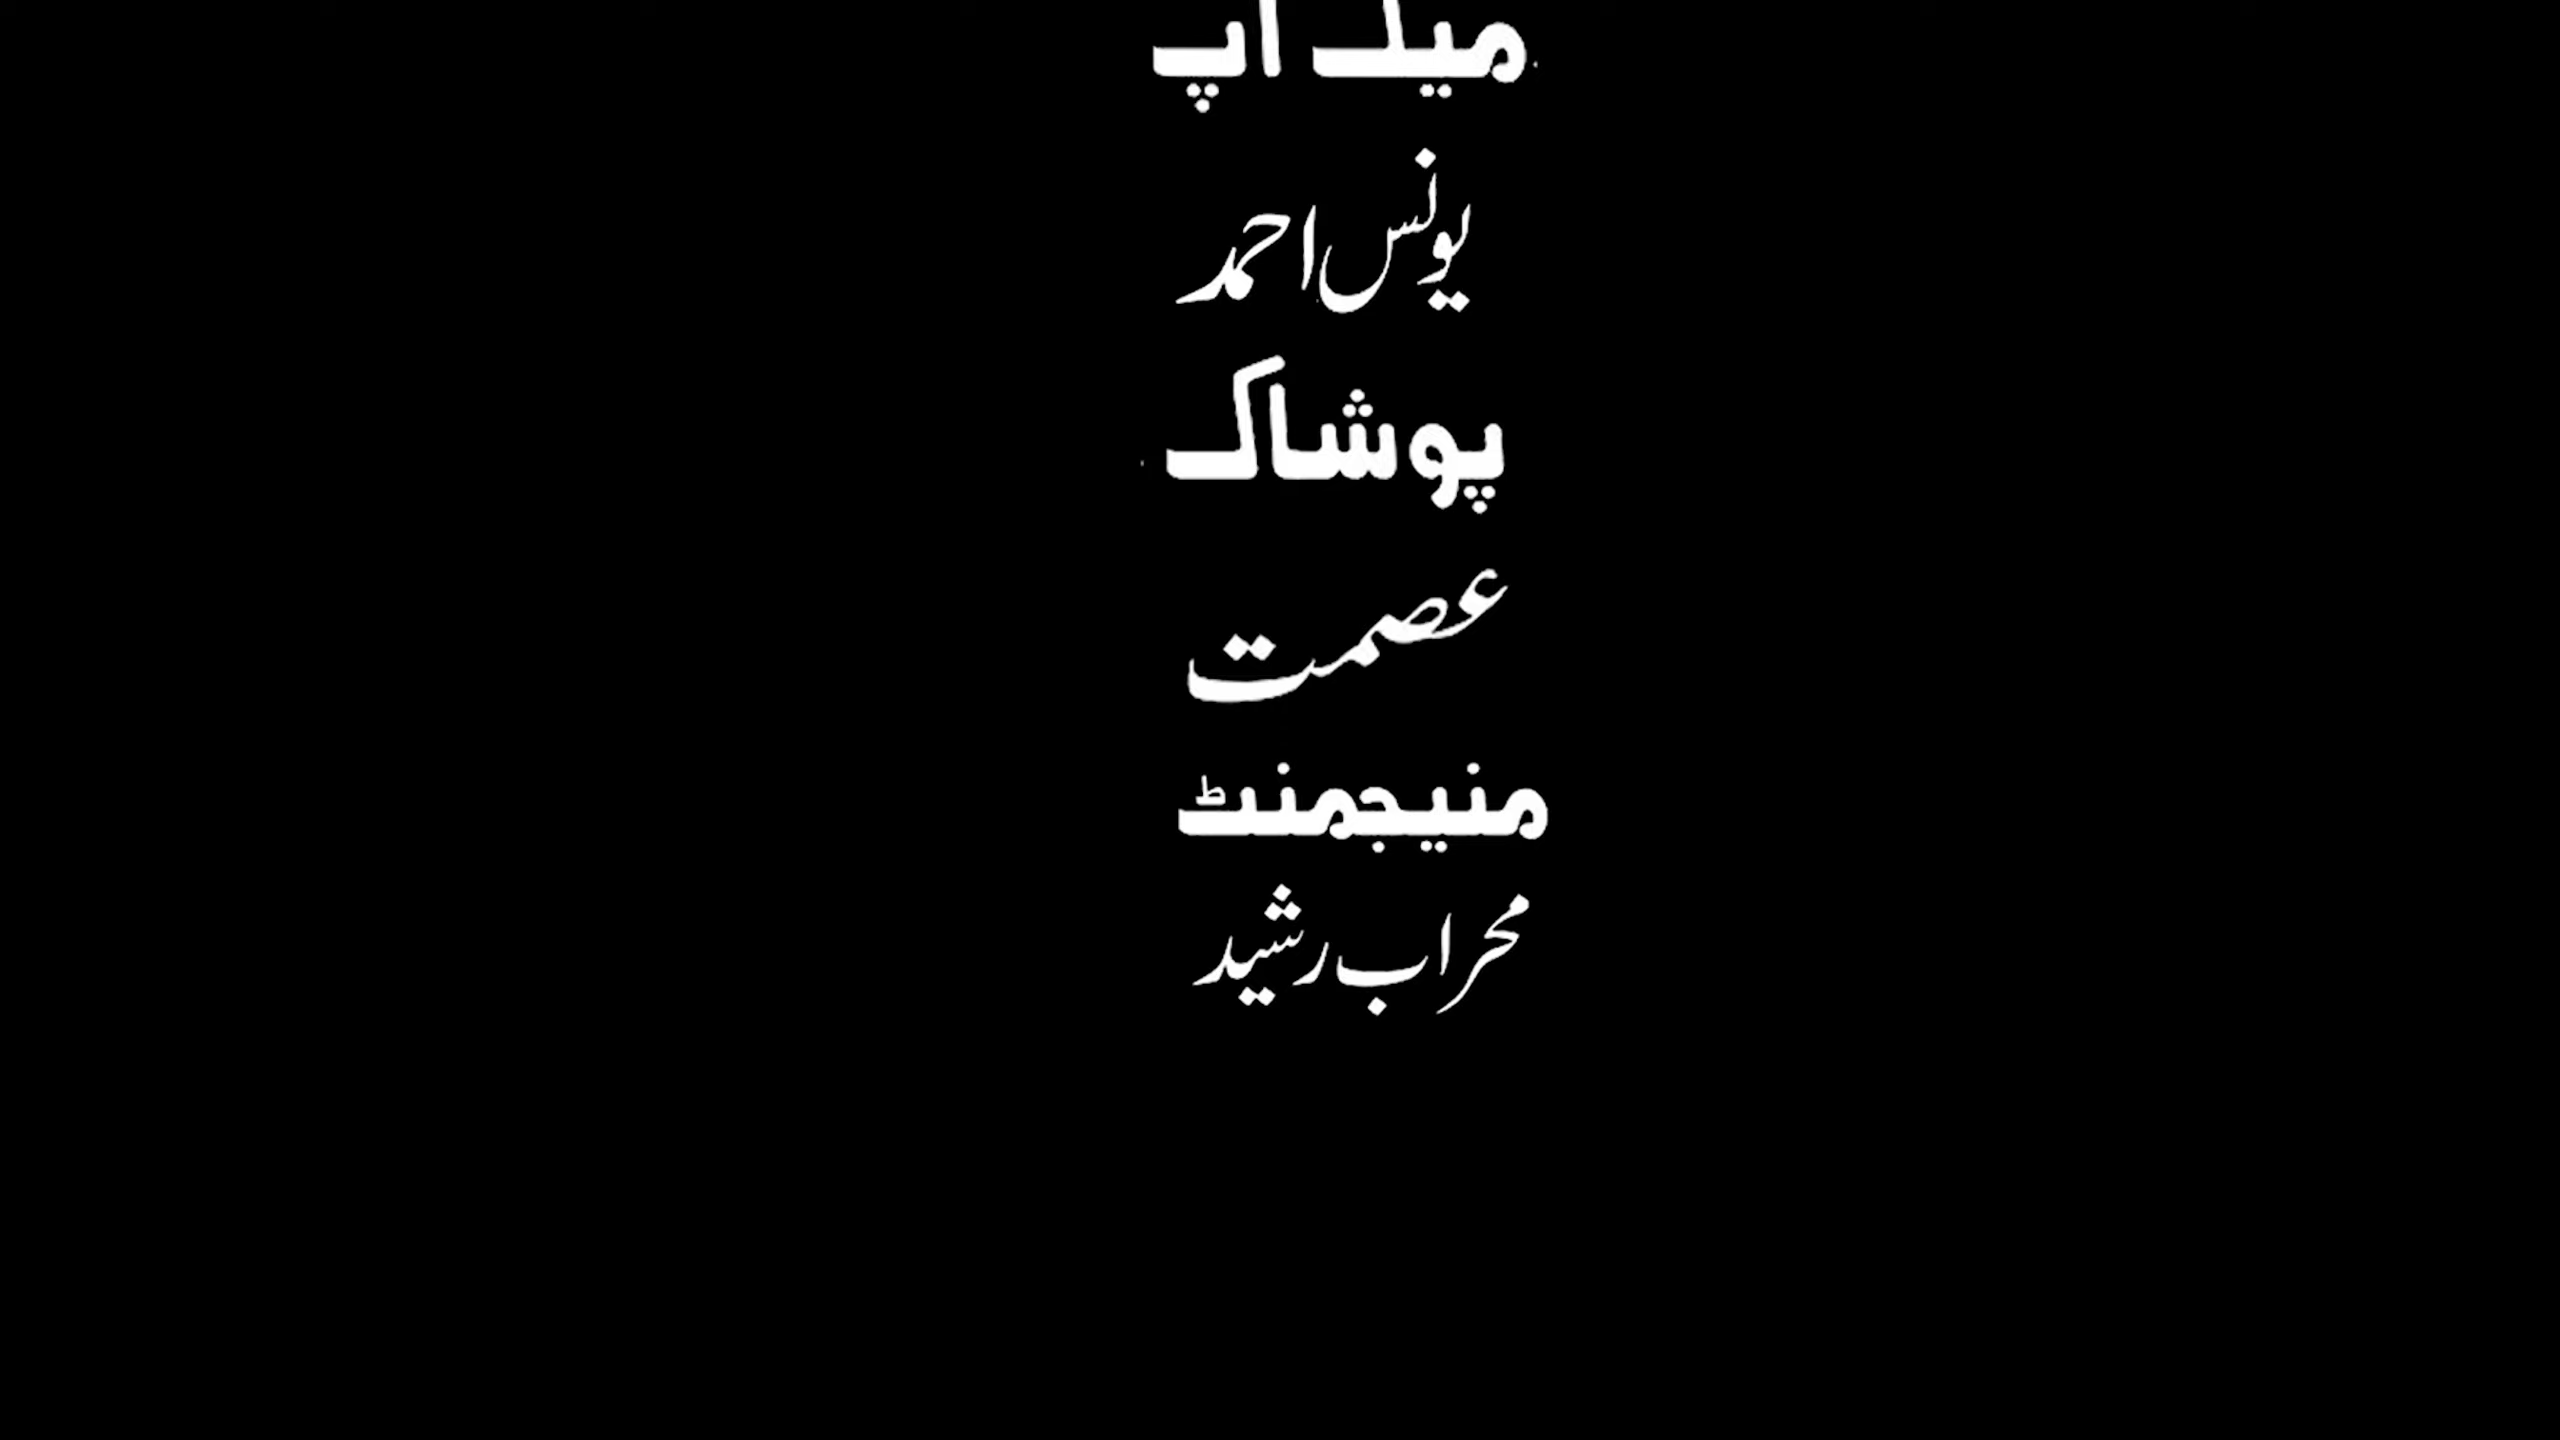 میک اپ
یونس احمد
پوشاک
عصمت
منیجمنٹ
محراب رشید